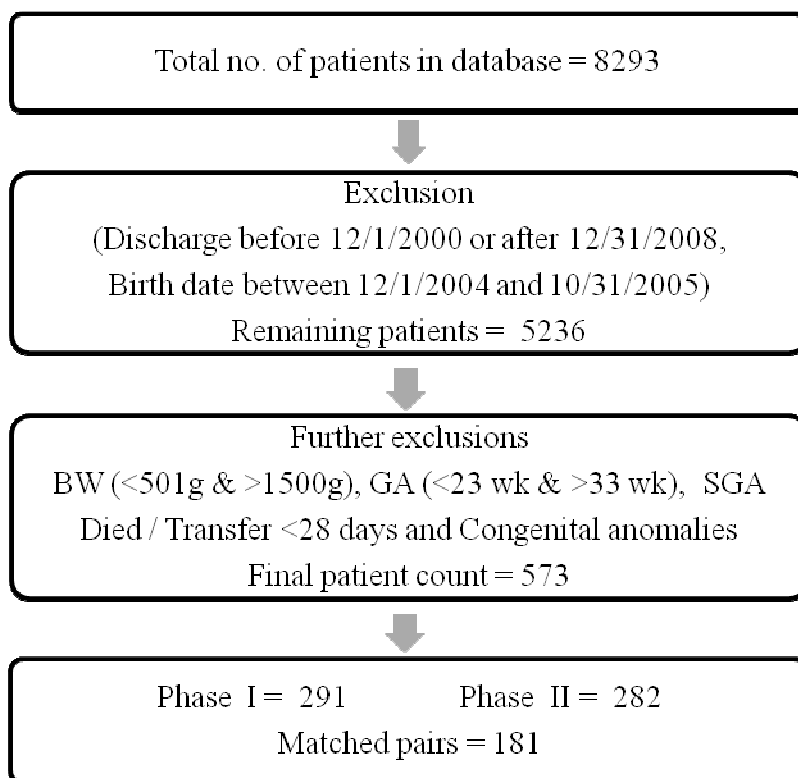 Total no. of patients in database = 8293
Exclusion
(Discharge before 12/1/2000 or after 12/31/2008,
Birth date between 12/1/2004 and 10/31/2005)
Remaining patients = 5236
Further exclusions
BW (<501g & >1500g), GA (<23 wk & >33 wk), SGA
Died / Transfer <28 days and Congenital anomalies
Final patient count = 573
Phase I = 291 Phase II = 282
Matched pairs = 181